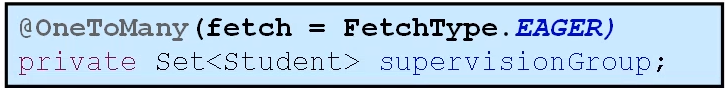 @OneToMany(fetch = FetchType.EAGER)
private Set<Student> supervisionGroup;